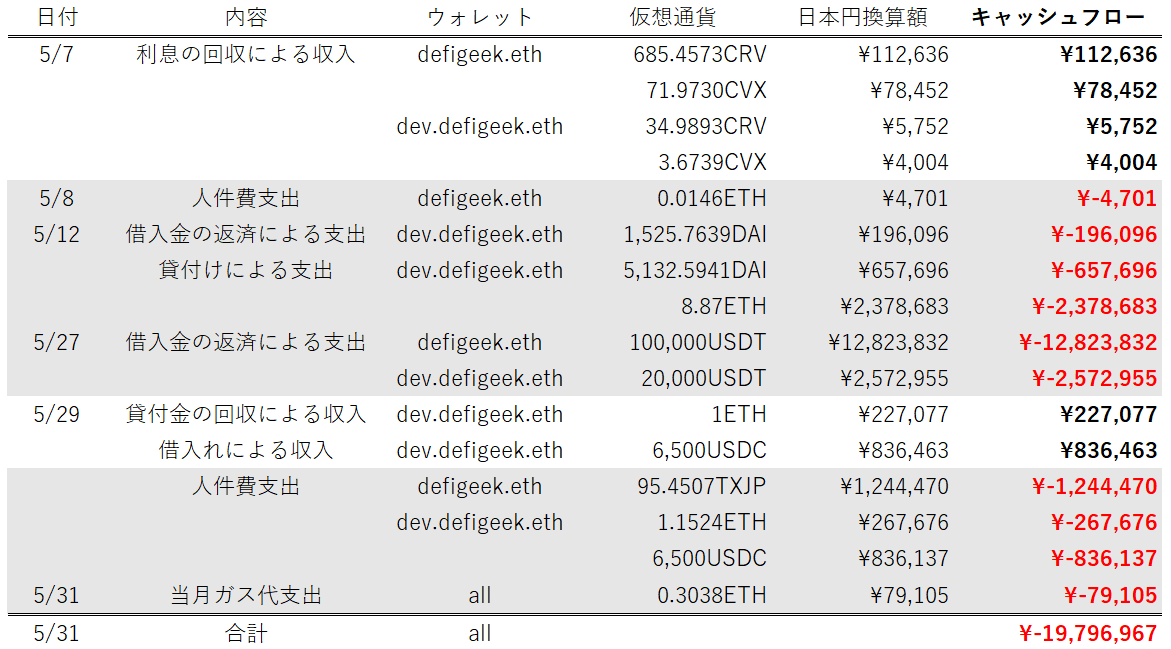 日付 内容 ウォレット 仮想通貨 日本円換算額 キャッシュフロー
5/7 利息の回収による収入 defigeek.eth 685.4573CRV ¥112,636 ¥112,636
71.9730CVX ¥78,452 ¥78,452
dev.defigeek.eth 34.9893CRV ¥5,752 ¥5,752
3.6739CVX ¥4,004 ¥4,004
5/8 人件費支出 defigeek.eth 0.0146ETH ¥4,701 ¥-4,701
5/12 借入金の返済による支出 dev.defigeek.eth 1,525.7639DAI ¥196,096 ¥-196,096
貸付けによる支出 dev.defigeek.eth 5,132.5941DAI ¥657,696 ¥-657,696
8.87ETH ¥2,378,683 ¥-2,378,683
5/27 借入金の返済による支出 defigeek.eth 100,000USDT ¥12,823,832 ¥-12,823,832
dev.defigeek.eth 20,000USDT ¥2,572,955 ¥-2,572,955
5/29 貸付金の回収による収入 dev.defigeek.eth 1ETH ¥227,077 ¥227,077
借入れによる収入 dev.defigeek.eth 6,500USDC ¥836,463 ¥836,463
人件費支出 defigeek.eth 95.4507TXJP ¥1,244,470 ¥-1,244,470
dev.defigeek.eth 1.1524ETH ¥267,676 ¥-267,676
6,500USDC ¥836,137 ¥-836,137
5/31 当月ガス代支出 all 0.3038ETH ¥79,105 ¥-79,105
5/31 合計 all ¥-19,796,967